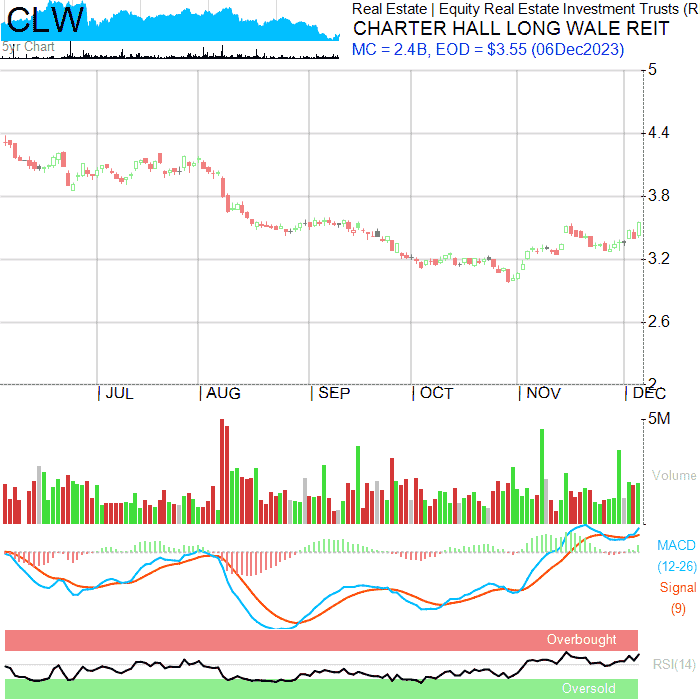 CLW
5yr Chart
Real Estate | Equity Real Estate Investment Trusts (R
CHARTER HALL LONG WALE REIT
MC = 2.4B, EOD = $3.55 (06Dec2023)
5
4.4
3.8
3.2
2.6
2
| JUL | AUG | SEP | OCT | NOV | DEC
5M
Volume
MACD
(12-26)
Signal
(9)
Overbought
RSI(14)
Oversold